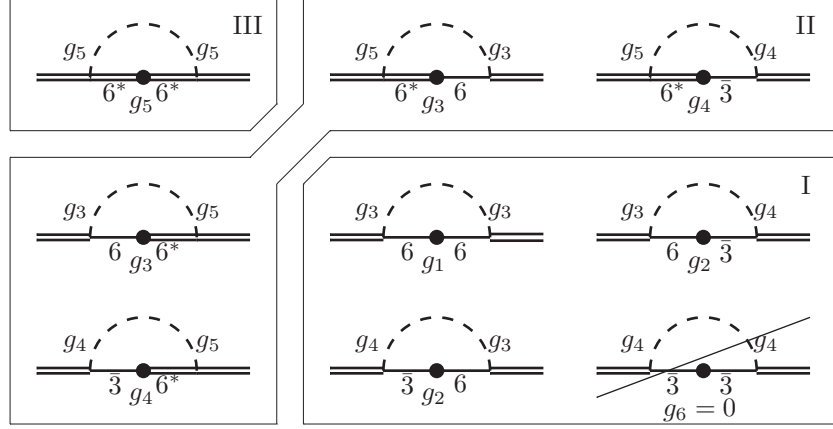 III II
g₅ g₅ g₅ g₃ g₅ g₄
6* 6* 6* 6 6* 3̄
g₅ g₃ g₄
I
g₃ g₅ g₃ g₃ g₃ g₄
6 6* 6 6 6 3̄
g₃ g₁ g₂
g₄ g₅ g₄ g₃ g₄ g₄
3̄ 6* 3̄ 6 3̄ 3̄
g₄ g₂ g₆ = 0